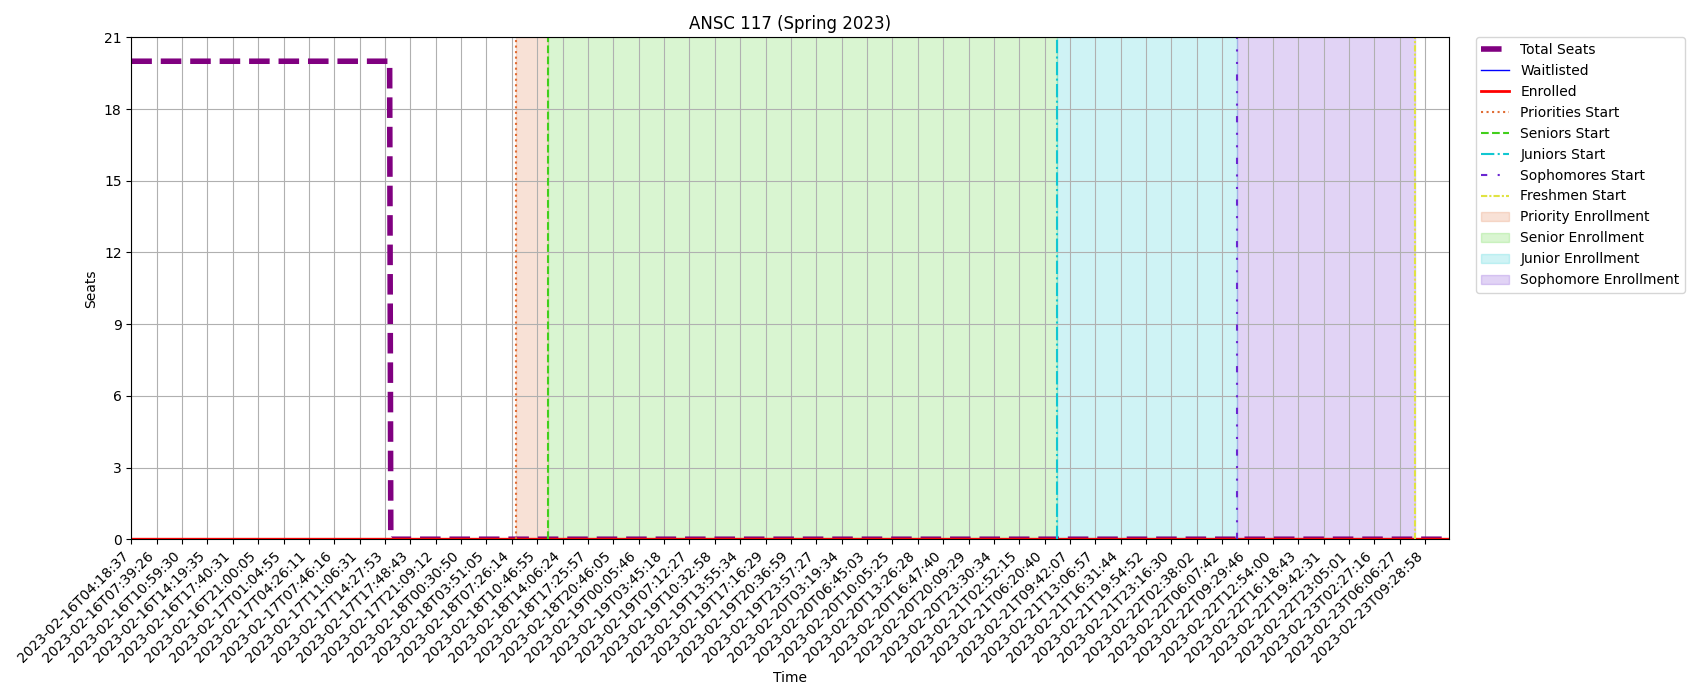 ANSC 117 (Spring 2023)
21
18
15
12
9
6
3
0
Seats
2023-02-16T04:18:37
2023-02-16T07:39:26
2023-02-16T10:59:30
2023-02-16T14:19:35
2023-02-16T17:40:31
2023-02-16T21:00:05
2023-02-17T01:04:55
2023-02-17T04:26:11
2023-02-17T07:46:16
2023-02-17T11:06:31
2023-02-17T14:27:53
2023-02-17T17:48:43
2023-02-17T21:09:12
2023-02-18T00:30:50
2023-02-18T03:51:05
2023-02-18T07:26:14
2023-02-18T10:46:55
2023-02-18T14:06:24
2023-02-18T17:25:57
2023-02-18T20:46:05
2023-02-19T00:05:46
2023-02-19T03:45:18
2023-02-19T07:12:27
2023-02-19T10:32:58
2023-02-19T13:55:34
2023-02-19T17:16:29
2023-02-19T20:36:59
2023-02-19T23:57:27
2023-02-20T03:19:34
2023-02-20T06:45:03
2023-02-20T10:05:25
2023-02-20T13:26:28
2023-02-20T16:47:40
2023-02-20T20:09:29
2023-02-20T23:30:34
2023-02-21T02:52:15
2023-02-21T06:20:40
2023-02-21T09:42:07
2023-02-21T13:06:57
2023-02-21T16:31:44
2023-02-21T19:54:52
2023-02-21T23:16:30
2023-02-22T02:38:02
2023-02-22T06:07:42
2023-02-22T09:29:46
2023-02-22T12:54:00
2023-02-22T16:18:43
2023-02-22T19:42:31
2023-02-22T23:05:01
2023-02-23T02:27:16
2023-02-23T06:06:27
2023-02-23T09:28:58
Time
Total Seats
Waitlisted
Enrolled
Priorities Start
Seniors Start
Juniors Start
Sophomores Start
Freshmen Start
Priority Enrollment
Senior Enrollment
Junior Enrollment
Sophomore Enrollment